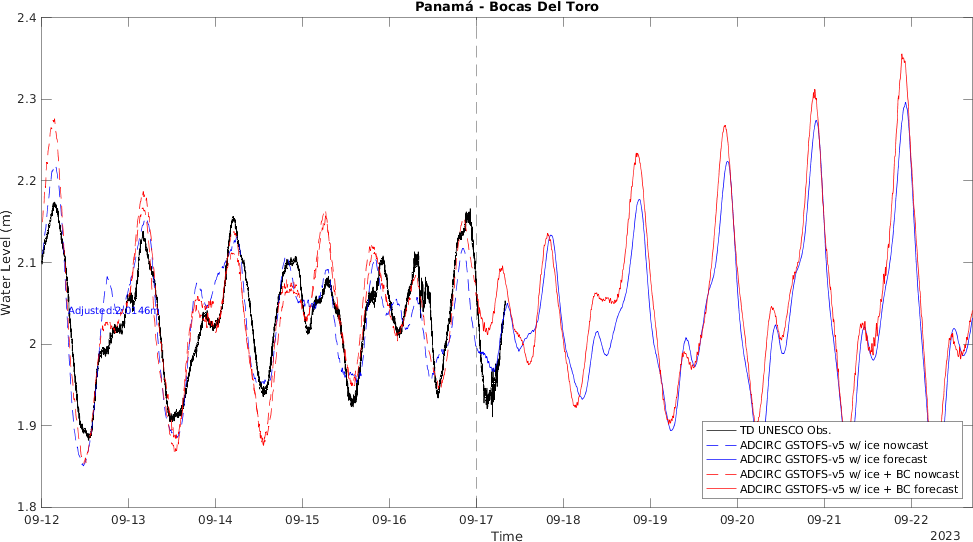 Panamá - Bocas Del Toro
Water Level (m)
2.4
2.3
2.2
2.1
2
1.9
1.8
Adjusted:2.0146m
TD UNESCO Obs.
ADCIRC GSTOFS-v5 w/ ice nowcast
ADCIRC GSTOFS-v5 w/ ice forecast
ADCIRC GSTOFS-v5 w/ ice + BC nowcast
ADCIRC GSTOFS-v5 w/ ice + BC forecast
09-12 09-13 09-14 09-15 09-16 09-17 09-18 09-19 09-20 09-21 09-22
Time
2023